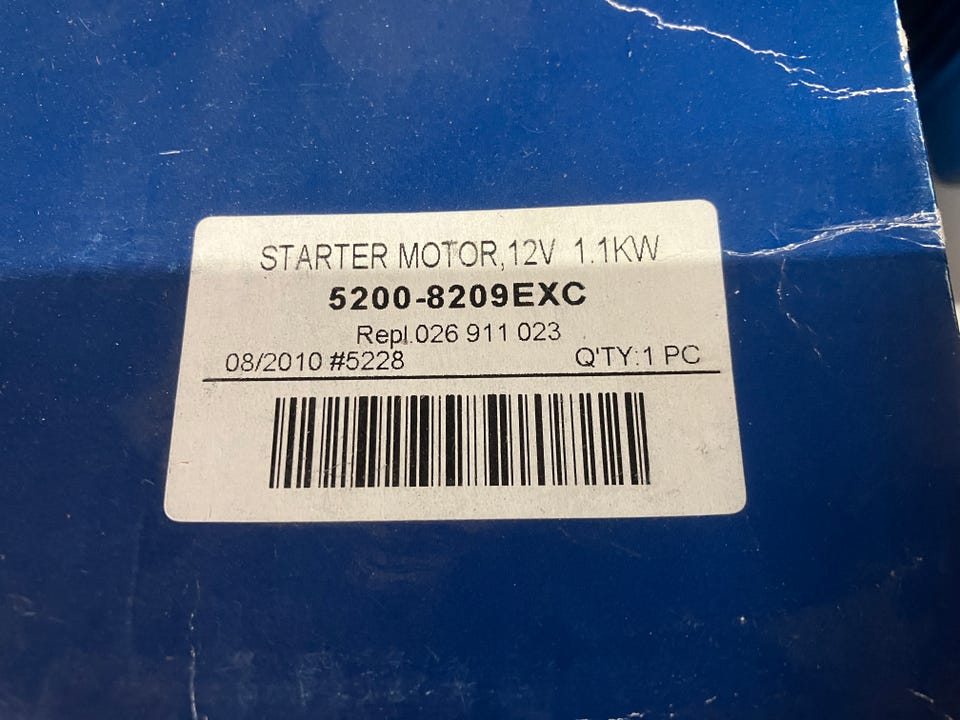 STARTER MOTOR,12V 1.1KW
5200-8209EXC
Repl.026 911 023
08/2010 #5228 Q'TY:1 PC